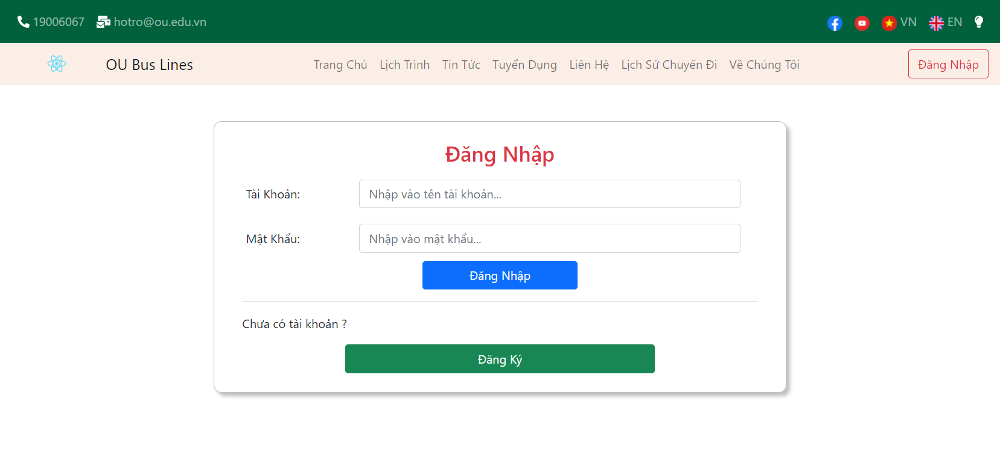 19006067 hotro@ou.edu.vn VN EN
OU Bus Lines Trang Chủ Lịch Trình Tin Tức Tuyển Dụng Liên Hệ Lịch Sử Chuyến Đi Về Chúng Tôi Đăng Nhập
Đăng Nhập
Tài Khoản: Nhập vào tên tài khoản...
Mật Khẩu: Nhập vào mật khẩu...
Đăng Nhập
Chưa có tài khoản ?
Đăng Ký